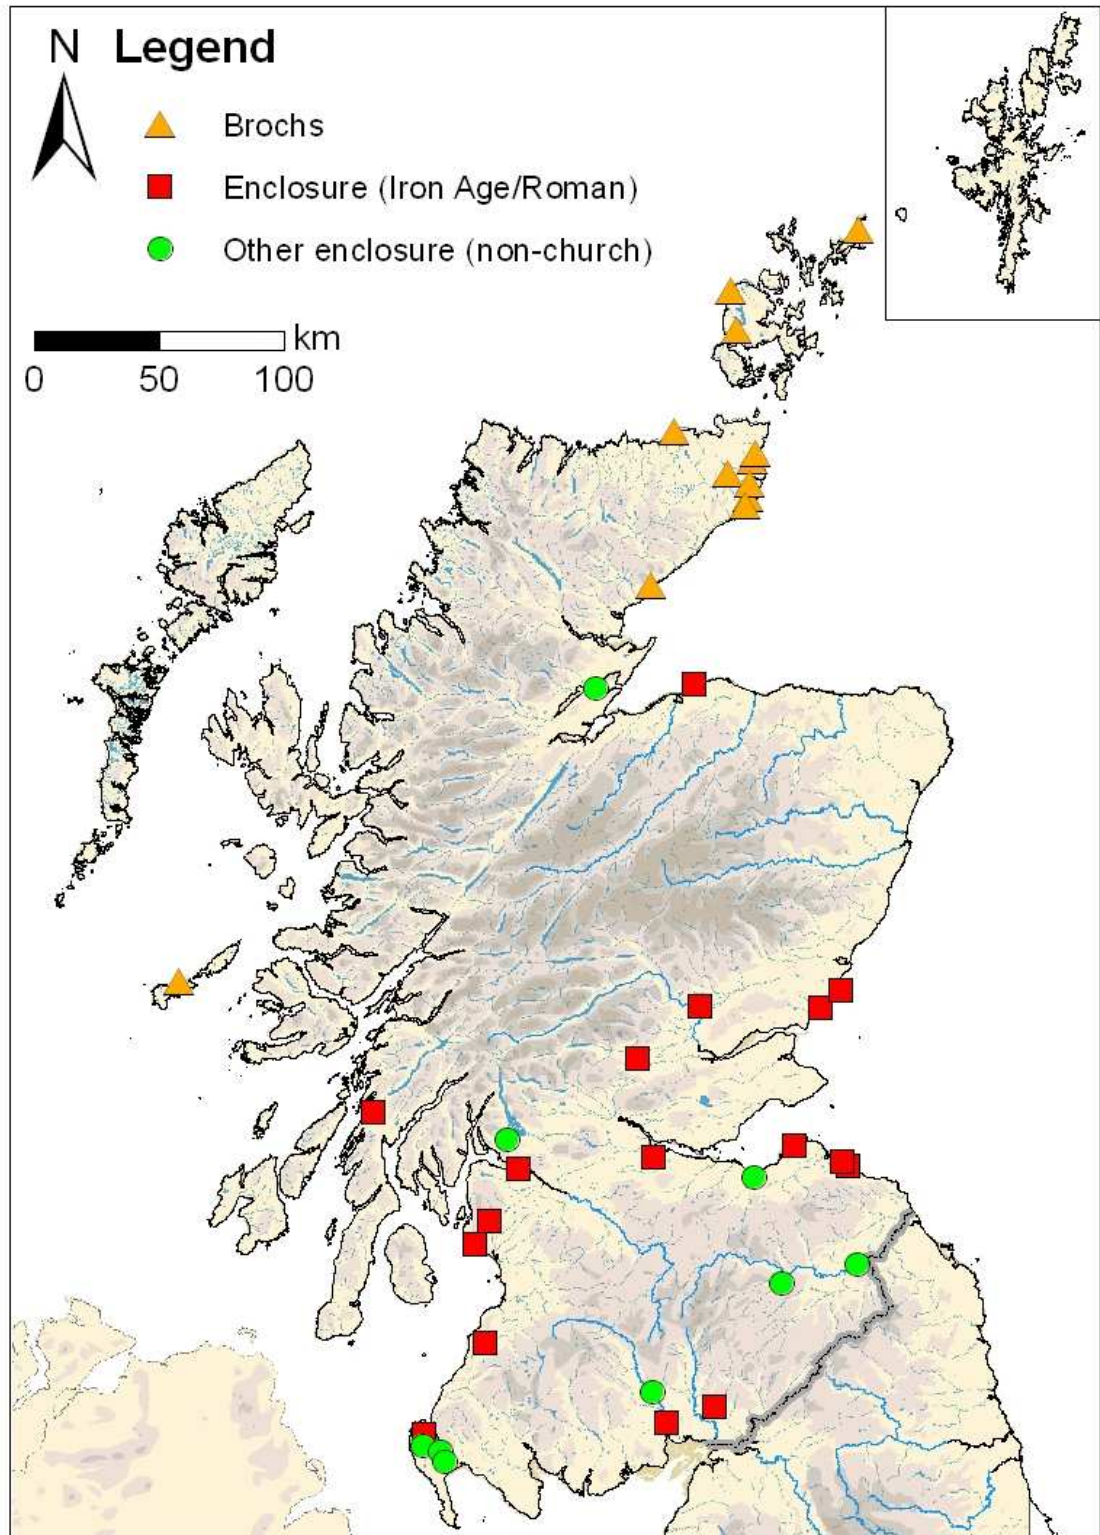 N Legend
Brochs
Enclosure (Iron Age/Roman)
Other enclosure (non-church)
km
0 50 100